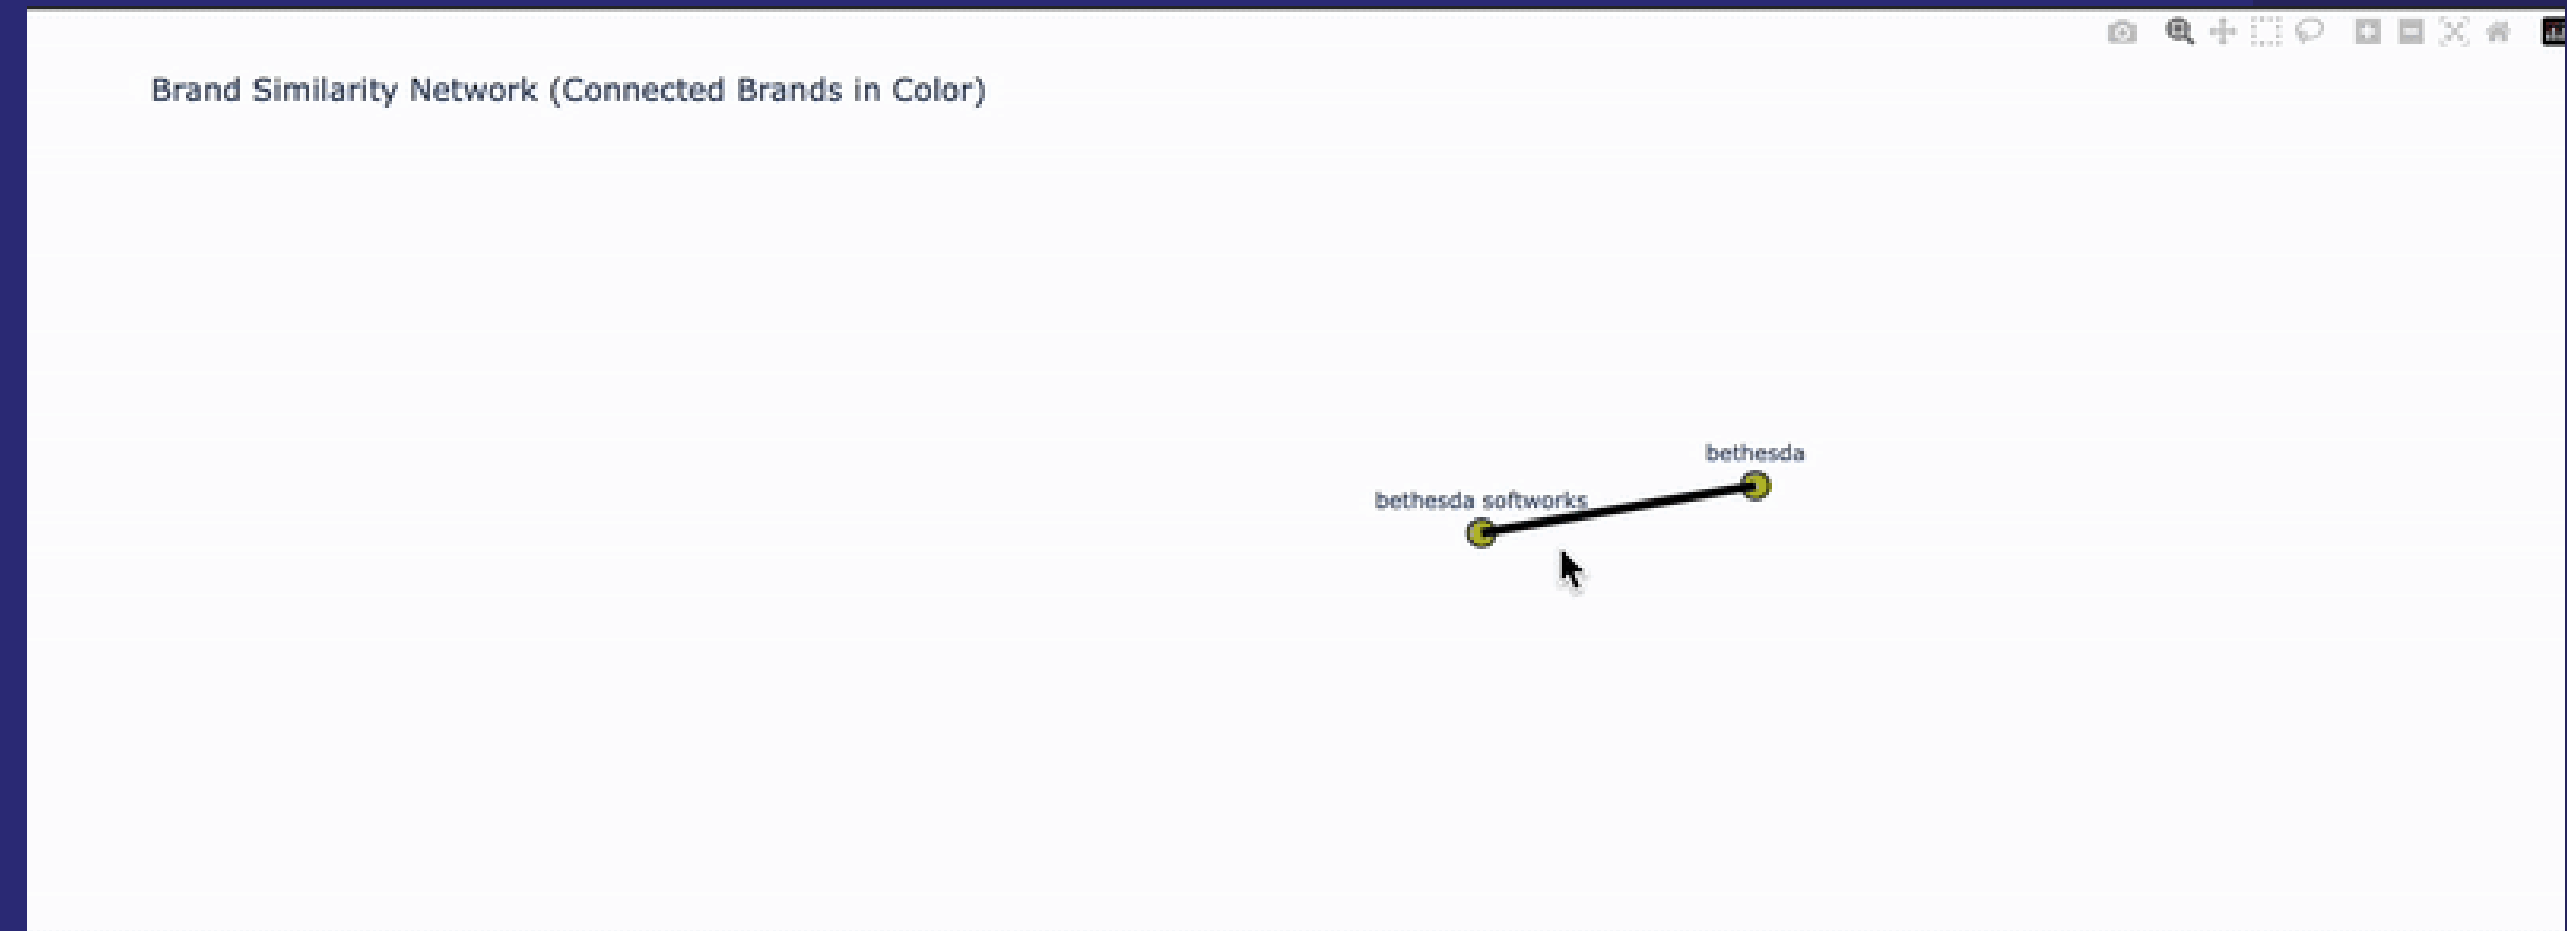 Brand Similarity Network (Connected Brands in Color)
bethesda
bethesda softworks